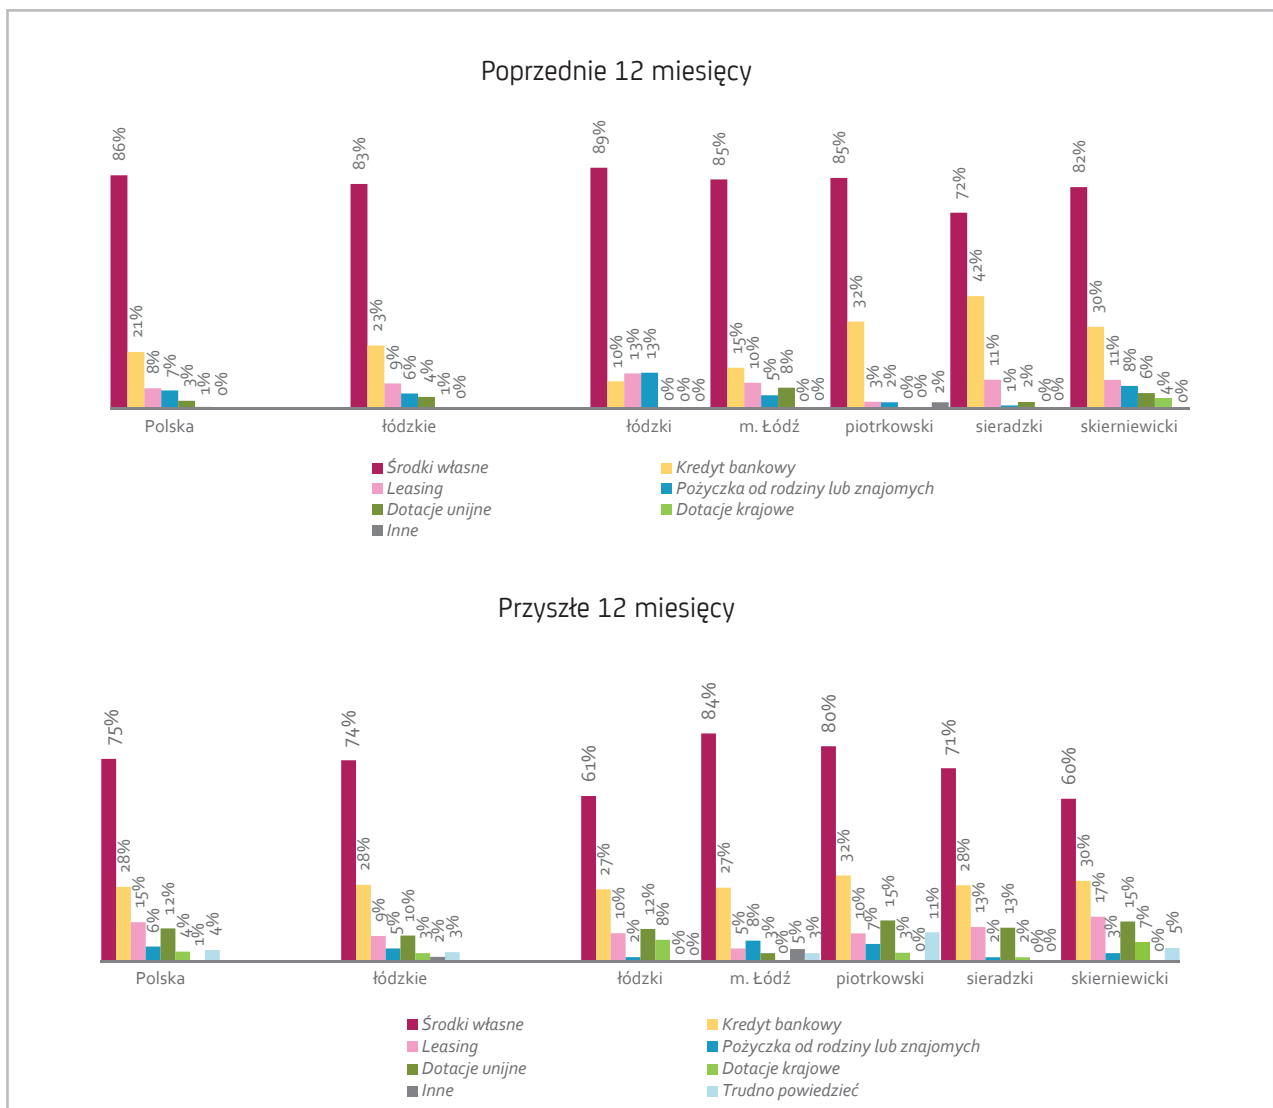 Poprzednie 12 miesięcy
86% 21% 8% 7% 3% 1% 0%
83% 23% 9% 6% 4% 1% 0%
89% 10% 13% 13% 0% 0% 0%
85% 15% 10% 5% 8% 0% 0%
85% 32% 3% 2% 0% 0% 2%
72% 42% 11% 1% 2% 0% 0%
82% 30% 11% 8% 6% 4% 0%
Polska łódzkie łódzki m. Łódź piotrkowski sieradzki skierniewicki
Środki własne Kredyt bankowy
Leasing Pożyczka od rodziny lub znajomych
Dotacje unijne Dotacje krajowe
Inne
Przyszłe 12 miesięcy
75% 28% 15% 6% 12% 4% 1% 4%
74% 28% 9% 5% 10% 3% 2% 3%
61% 27% 10% 2% 12% 8% 0% 0%
84% 27% 5% 8% 3% 0% 5% 3%
80% 32% 10% 7% 15% 3% 0% 11%
71% 28% 13% 2% 13% 2% 0% 0%
60% 30% 17% 3% 15% 7% 0% 5%
Polska łódzkie łódzki m. Łódź piotrkowski sieradzki skierniewicki
Środki własne Kredyt bankowy
Leasing Pożyczka od rodziny lub znajomych
Dotacje unijne Dotacje krajowe
Inne Trudno powiedzieć